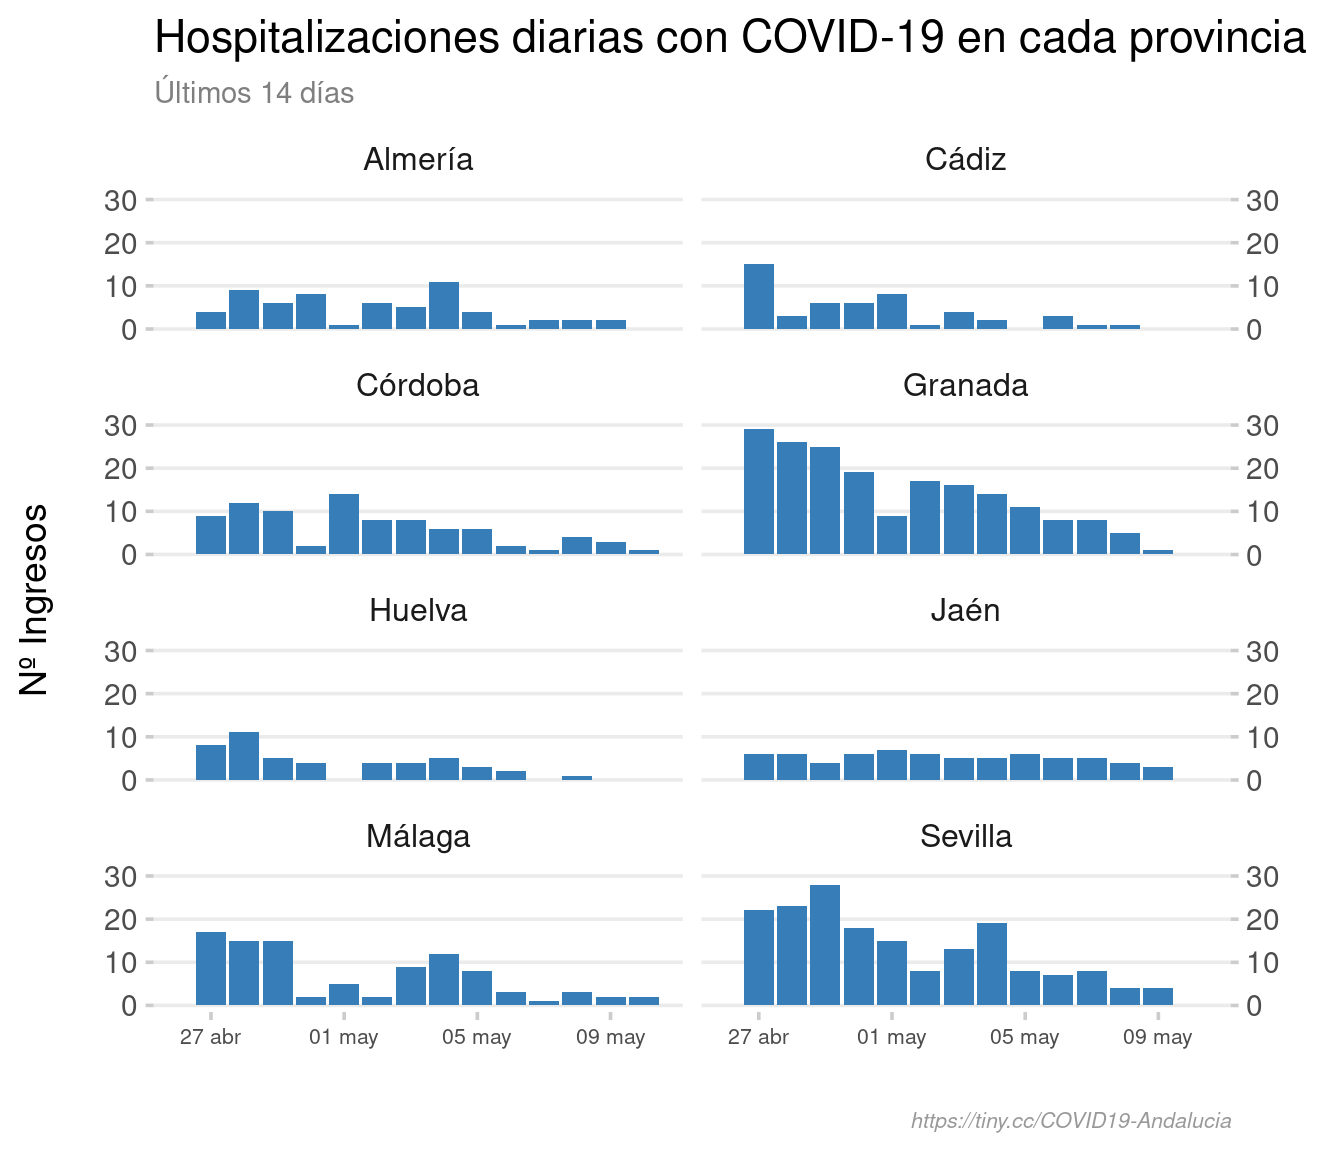 Hospitalizaciones diarias con COVID-19 en cada provincia
Últimos 14 días
Nº Ingresos
Almería
30
20
10
0
Cádiz
30
20
10
0
Córdoba
30
20
10
0
Granada
30
20
10
0
Huelva
30
20
10
0
Jaén
30
20
10
0
Málaga
30
20
10
0
27 abr 01 may 05 may 09 may
Sevilla
30
20
10
0
27 abr 01 may 05 may 09 may
https://tiny.cc/COVID19-Andalucia